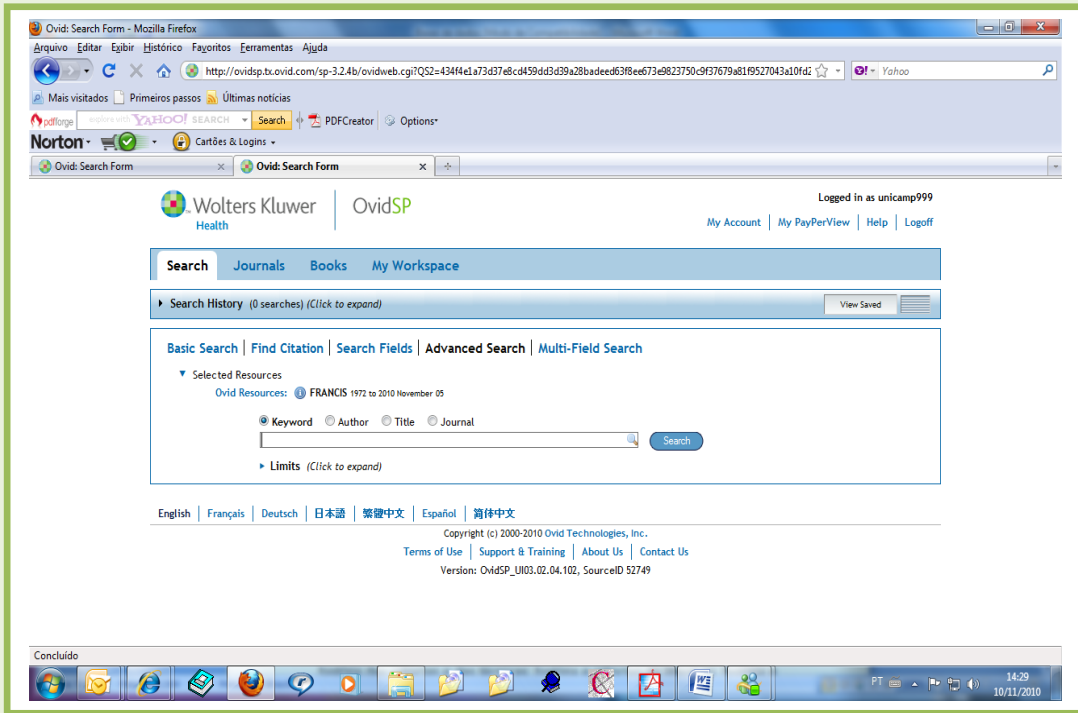 Ovid: Search Form - Mozilla Firefox
Arquivo Editar Exibir Histórico Favoritos Ferramentas Ajuda
http://ovidsp.tx.ovid.com/sp-3.2.4b/ovidweb.cgi?QS2=434f4e1a73d37e8cd459dd3d39a28badeed63f8ee673e9823750c9f37679a81f9527043a10fd2 Yahoo
Mais visitados Primeiros passos Últimas notícias
pdfforge explore with YAHOO! SEARCH Search PDFCreator Options
Norton Cartões & Logins
Ovid: Search Form Ovid: Search Form
Wolters Kluwer OvidSP
Health
Logged in as unicamp999
My Account My PayPerView Help Logoff
Search Journals Books My Workspace
Search History (0 searches) (Click to expand) View Saved
Basic Search Find Citation Search Fields Advanced Search Multi-Field Search
Selected Resources
Ovid Resources: FRANCIS 1972 to 2010 November 05
Keyword Author Title Journal
Search
Limits (Click to expand)
English Français Deutsch 日本語 繁體中文 Español 简体中文
Copyright (c) 2000-2010 Ovid Technologies, Inc.
Terms of Use Support & Training About Us Contact Us
Version: OvidSP_UI03.02.04.102, SourceID 52749
Concluído
PT 14:29
10/11/2010